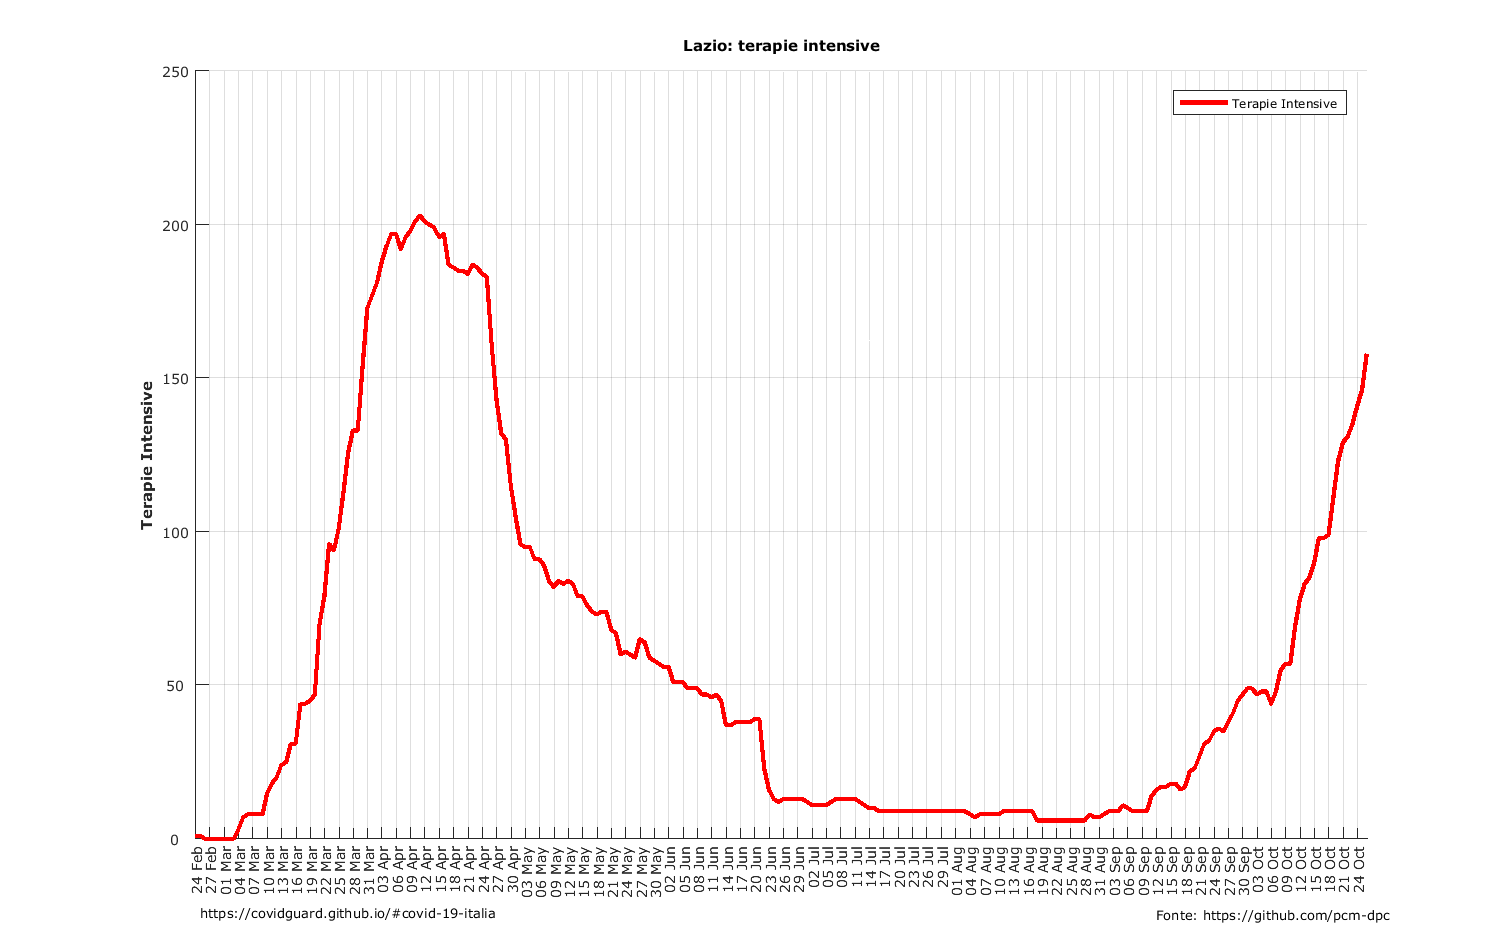 Lazio: terapie intensive
Terapie Intensive
250
200
150
100
50
0
Terapie Intensive
24 Feb
27 Feb
01 Mar
04 Mar
07 Mar
10 Mar
13 Mar
16 Mar
19 Mar
22 Mar
25 Mar
28 Mar
31 Mar
03 Apr
06 Apr
09 Apr
12 Apr
15 Apr
18 Apr
21 Apr
24 Apr
27 Apr
30 Apr
03 May
06 May
09 May
12 May
15 May
18 May
21 May
24 May
27 May
30 May
02 Jun
05 Jun
08 Jun
11 Jun
14 Jun
17 Jun
20 Jun
23 Jun
26 Jun
29 Jun
02 Jul
05 Jul
08 Jul
11 Jul
14 Jul
17 Jul
20 Jul
23 Jul
26 Jul
29 Jul
01 Aug
04 Aug
07 Aug
10 Aug
13 Aug
16 Aug
19 Aug
22 Aug
25 Aug
28 Aug
31 Aug
03 Sep
06 Sep
09 Sep
12 Sep
15 Sep
18 Sep
21 Sep
24 Sep
27 Sep
30 Sep
03 Oct
06 Oct
09 Oct
12 Oct
15 Oct
18 Oct
21 Oct
24 Oct
https://covidguard.github.io/#covid-19-italia
Fonte: https://github.com/pcm-dpc